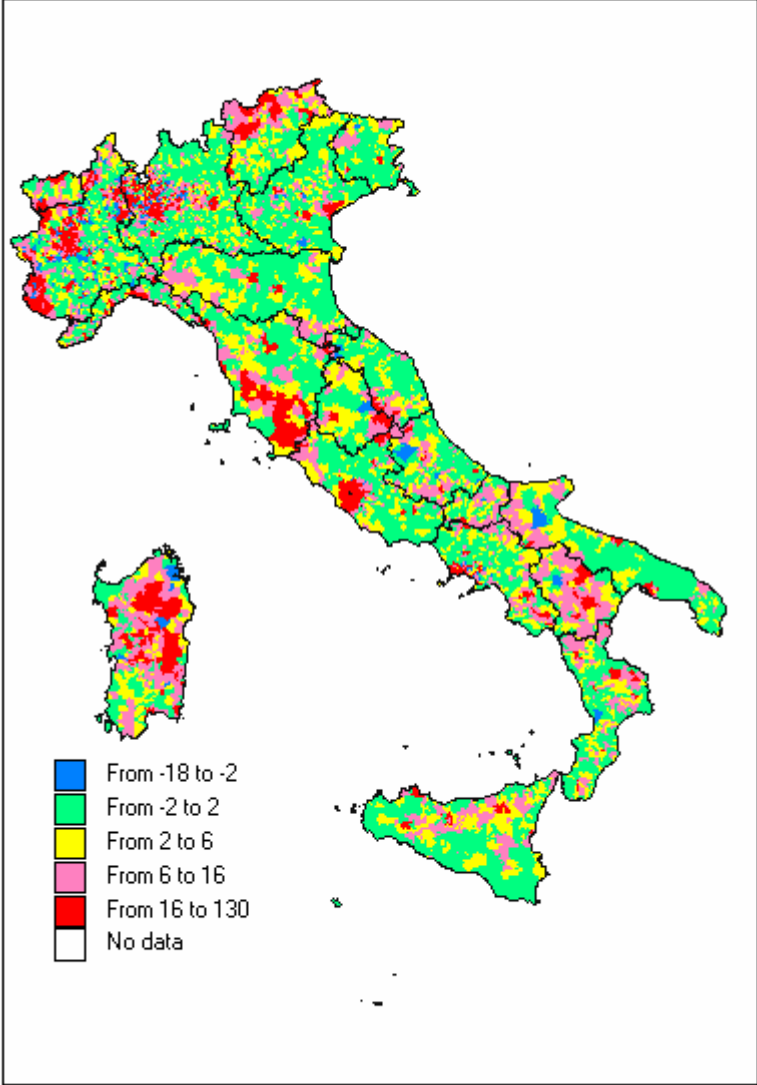 From -18 to -2
From -2 to 2
From 2 to 6
From 6 to 16
From 16 to 130
No data